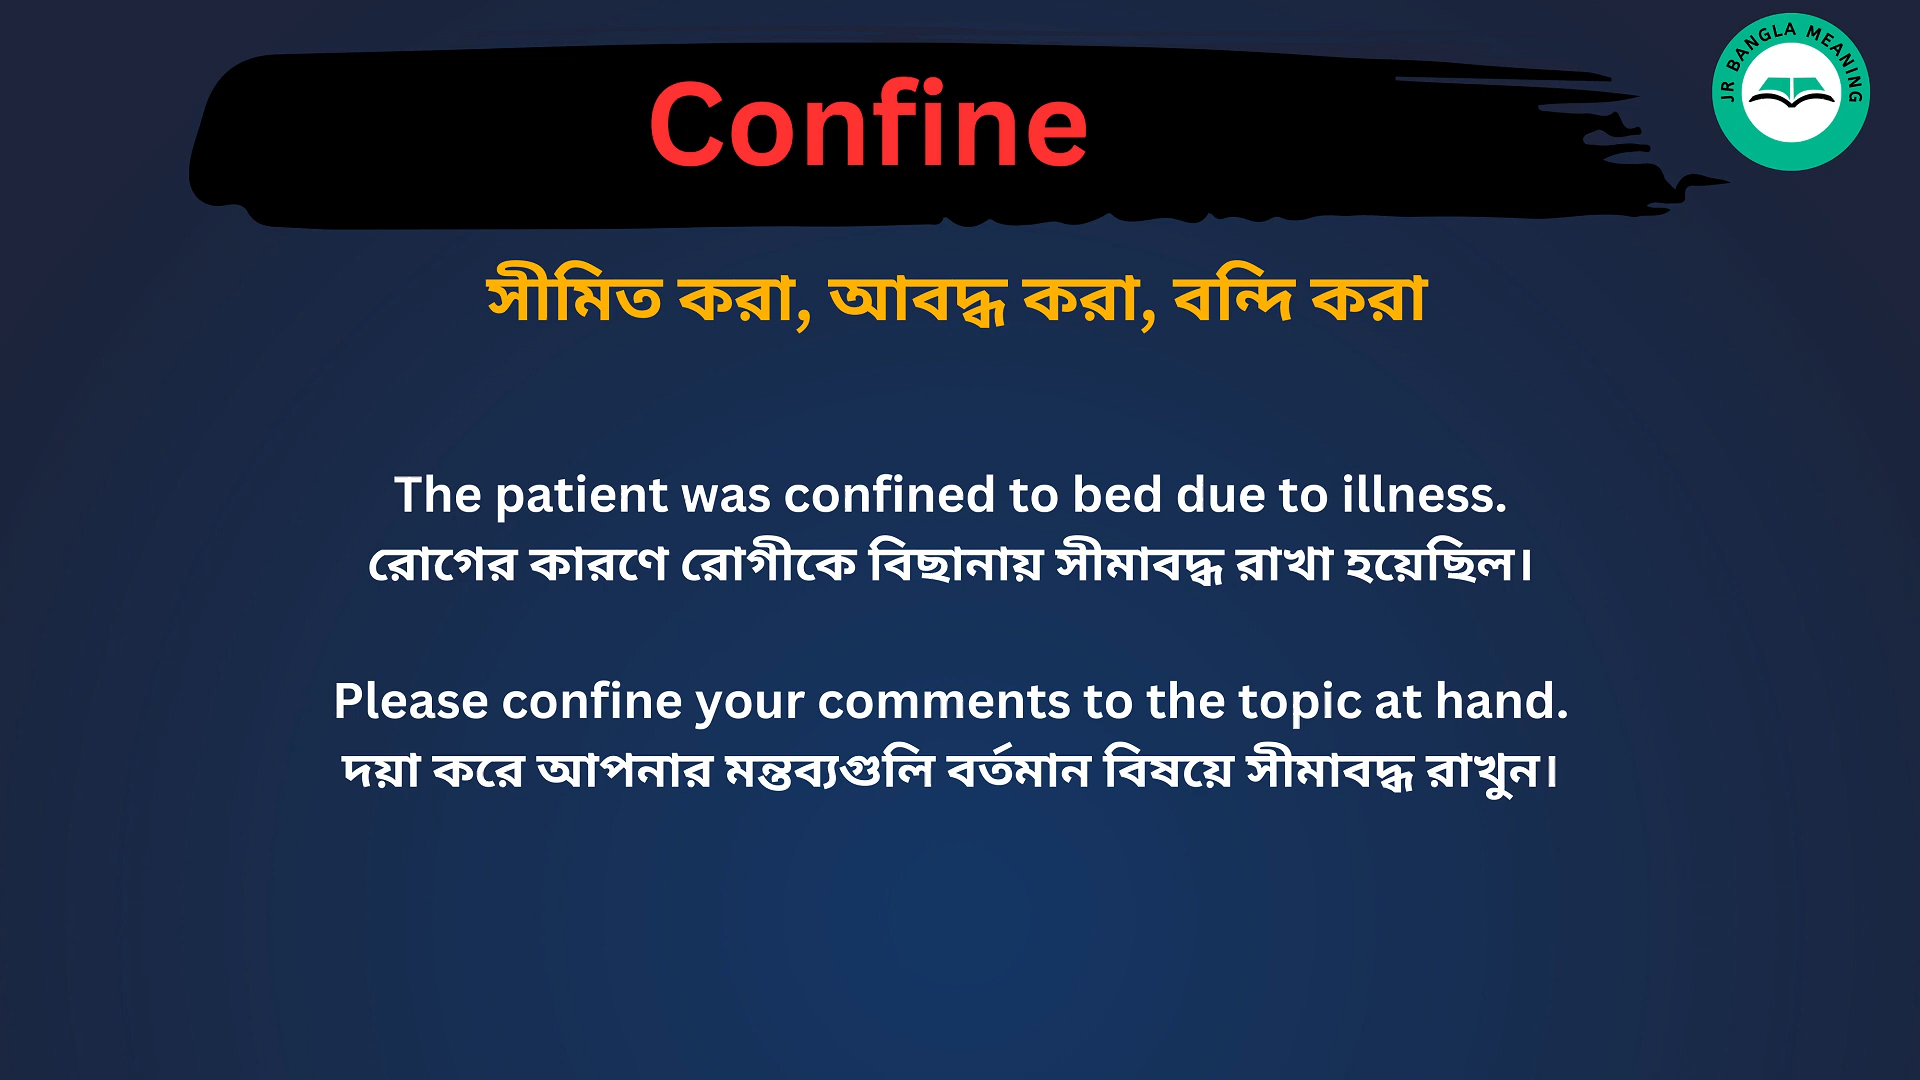 JR BANGLA MEANING
Confine
সীমিত করা, আবদ্ধ করা, বন্দি করা
The patient was confined to bed due to illness.
রোগের কারণে রোগীকে বিছানায় সীমাবদ্ধ রাখা হয়েছিল।
Please confine your comments to the topic at hand.
দয়া করে আপনার মন্তব্যগুলি বর্তমান বিষয়ে সীমাবদ্ধ রাখুন।